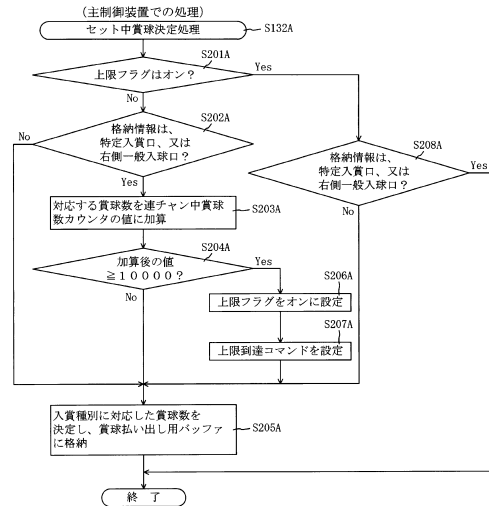 (主制御装置での処理)
セット中賞球決定処理
S132A
上限フラグはオン?
S201A
Yes
No
格納情報は、
特定入賞口、又は
右側一般入球口?
S202A
No
Yes
格納情報は、
特定入賞口、又は
右側一般入球口?
S208A
Yes
No
対応する賞球数を連チャン中賞球
数カウンタの値に加算
S203A
加算後の値
≧10000?
S204A
Yes
No
上限フラグをオンに設定
S206A
上限到達コマンドを設定
S207A
入賞種別に対応した賞球数を
決定し、賞球払い出し用バッファ
に格納
S205A
終 了